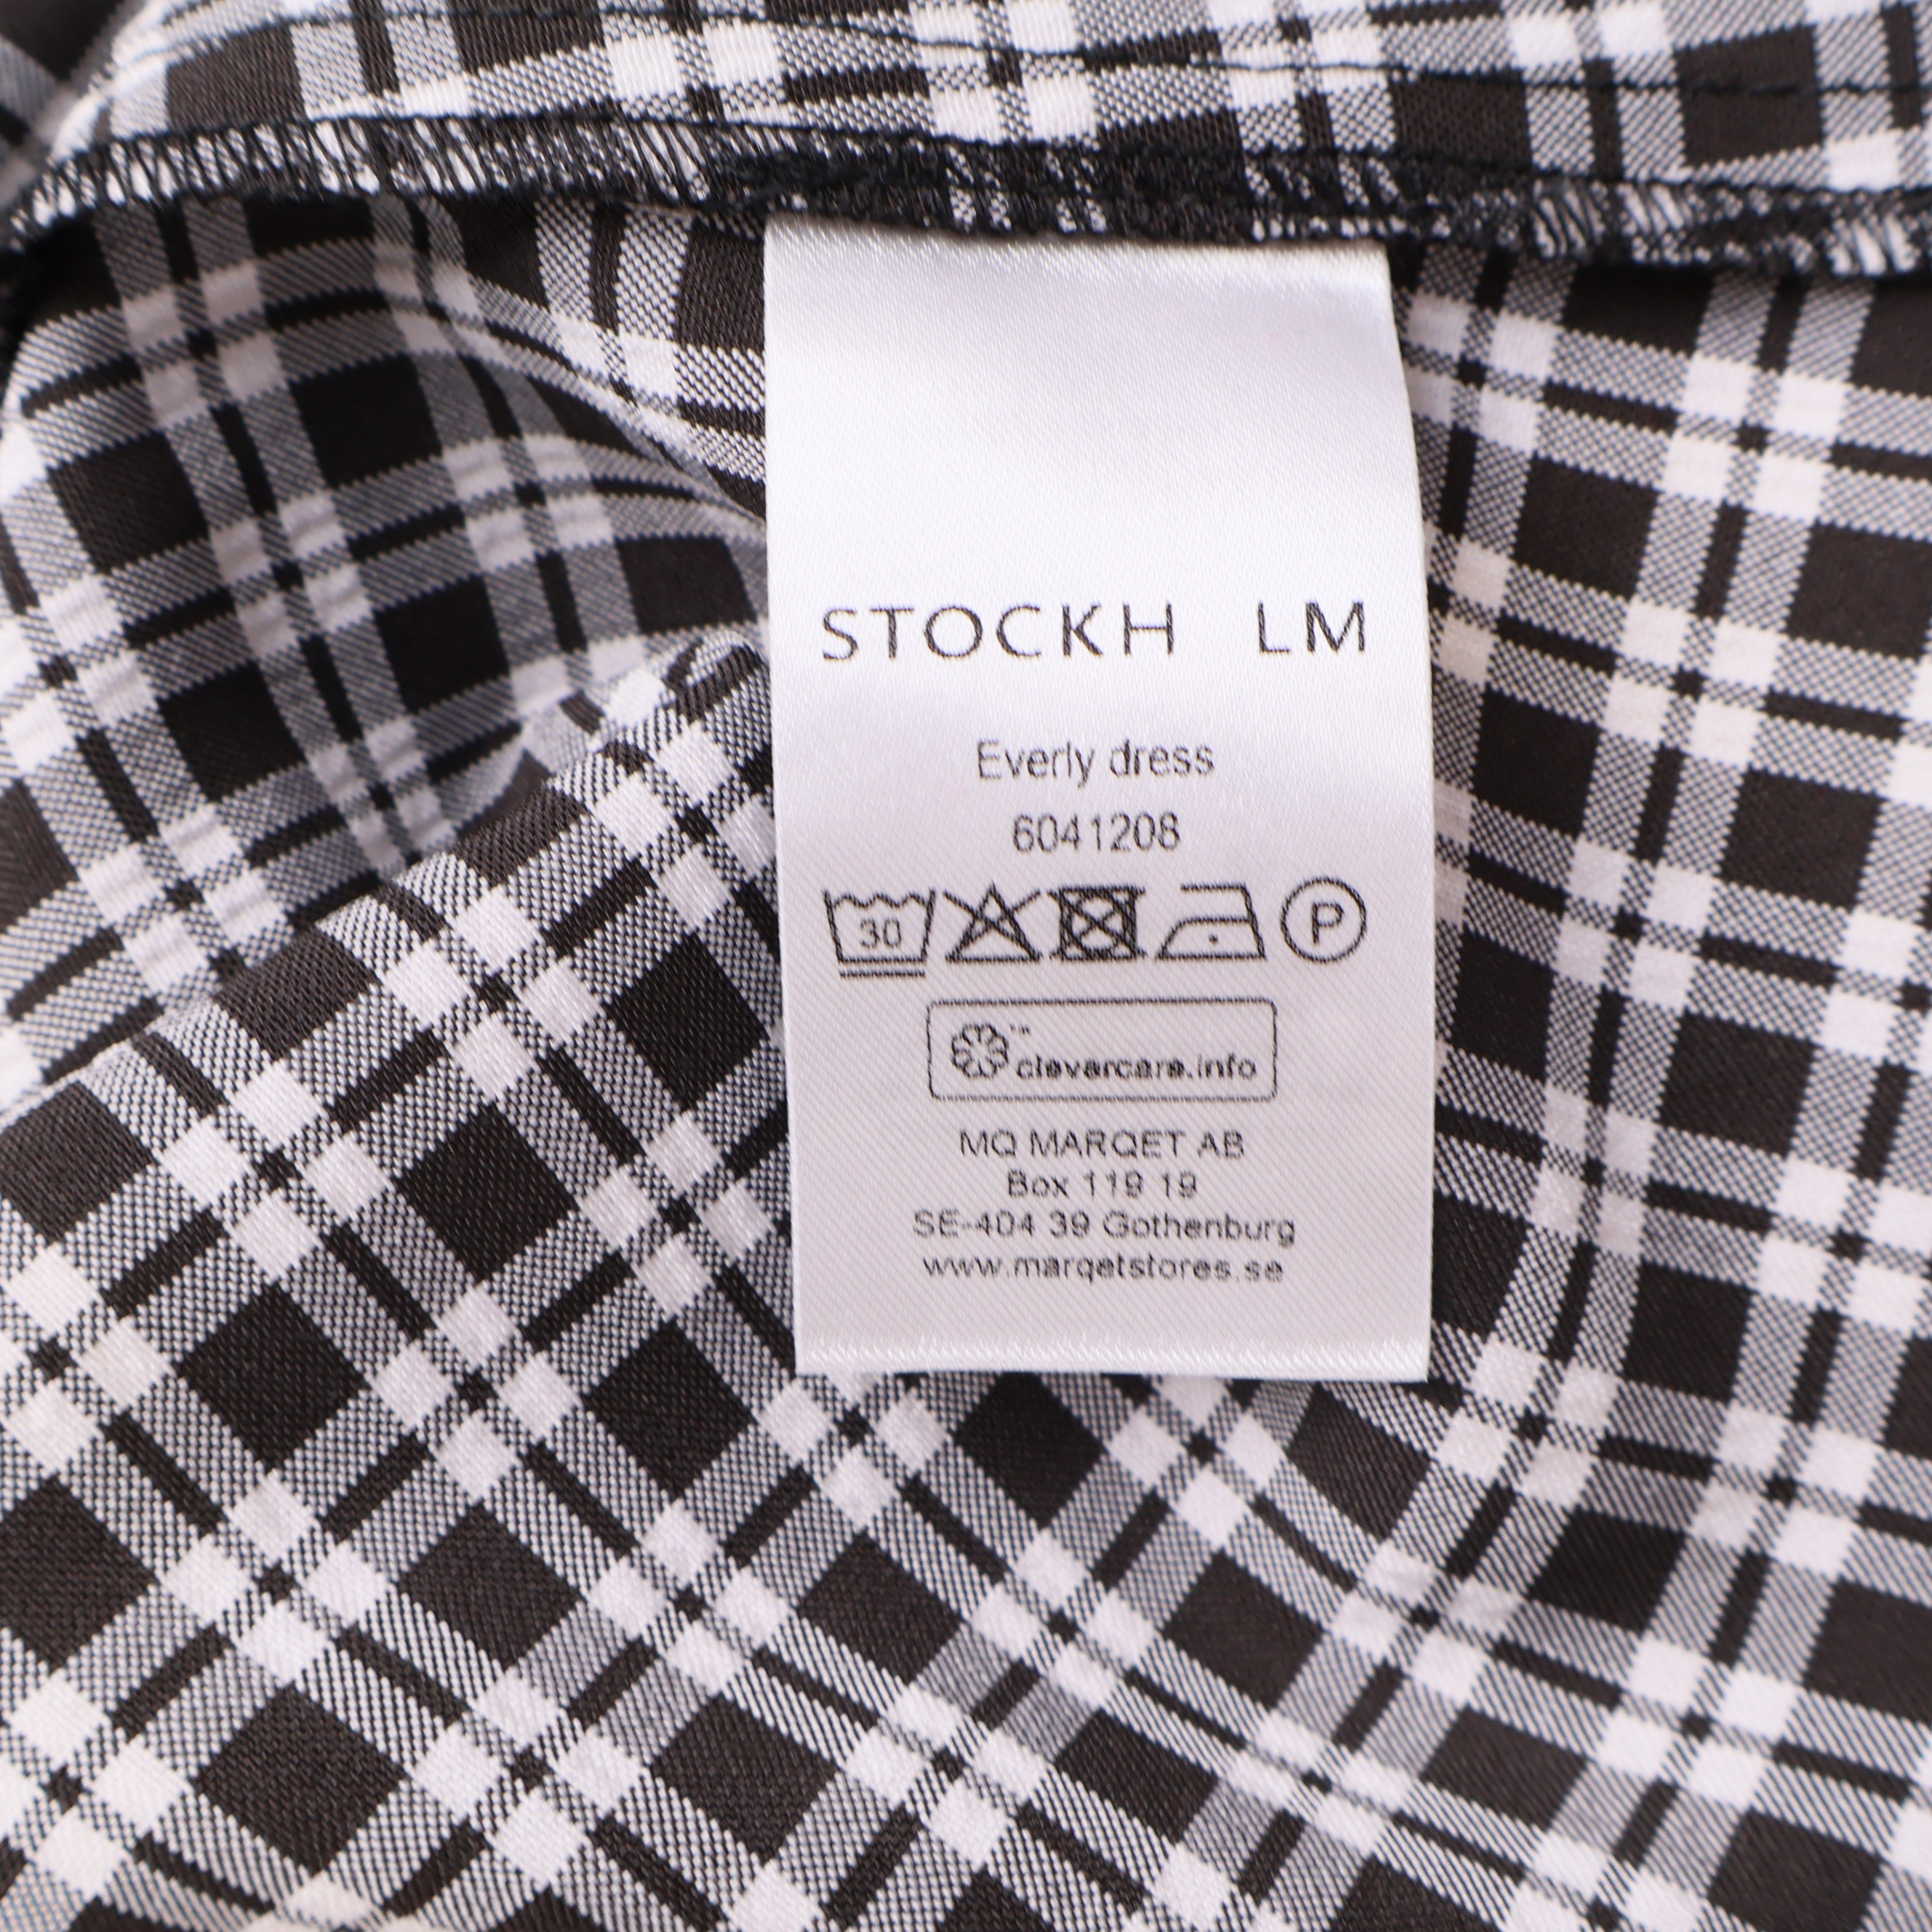 STOCKH LM
Everly dress
6041208
30 P
™ clevercare.info
MQ MARQET AB
Box 119 19
SE-404 39 Gothenburg
www.marqetstores.se